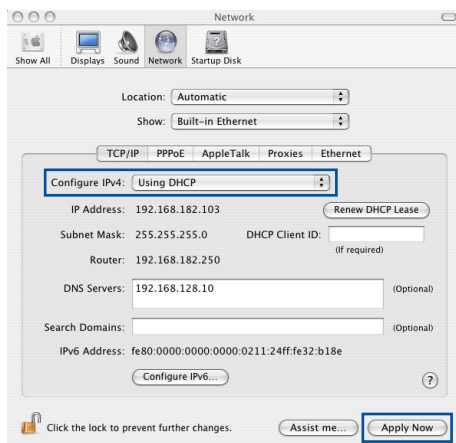 Network
Show All Displays Sound Network Startup Disk
Location: Automatic
Show: Built-in Ethernet
TCP/IP PPPoE AppleTalk Proxies Ethernet
Configure IPv4: Using DHCP
IP Address: 192.168.182.103 Renew DHCP Lease
Subnet Mask: 255.255.255.0 DHCP Client ID:
(If required)
Router: 192.168.182.250
DNS Servers: 192.168.128.10 (Optional)
Search Domains: (Optional)
IPv6 Address: fe80:0000:0000:0000:0211:24ff:fe32:b18e
Configure IPv6... ?
Click the lock to prevent further changes. Assist me... Apply Now